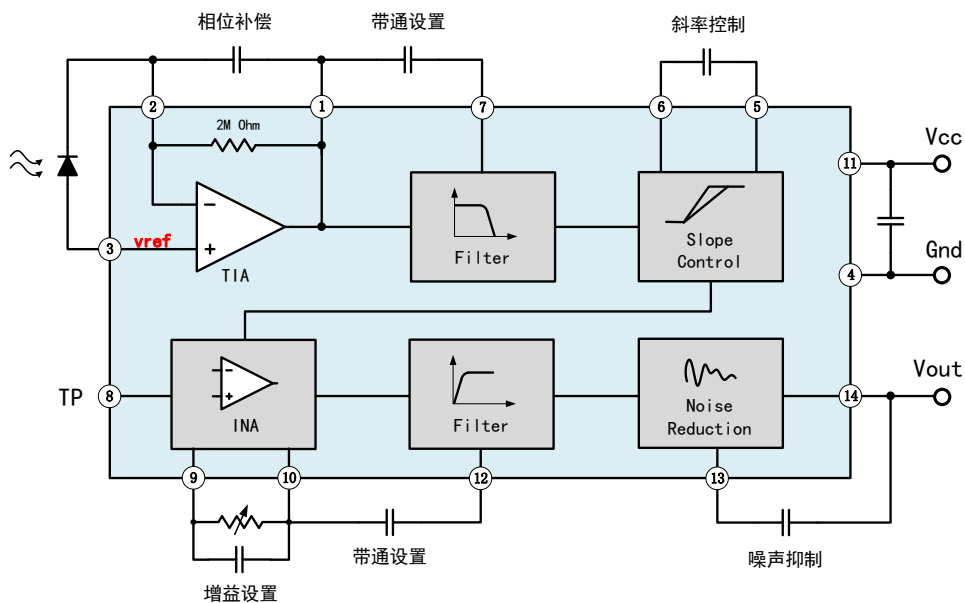 相位补偿
带通设置
斜率控制
2
1
7
6
5
2M Ohm
11
Vcc
−
+
TIA
3
vref
Filter
Slope
Control
4
Gnd
TP
8
−
+
INA
Filter
Noise
Reduction
14
Vout
9
10
12
13
带通设置
噪声抑制
增益设置